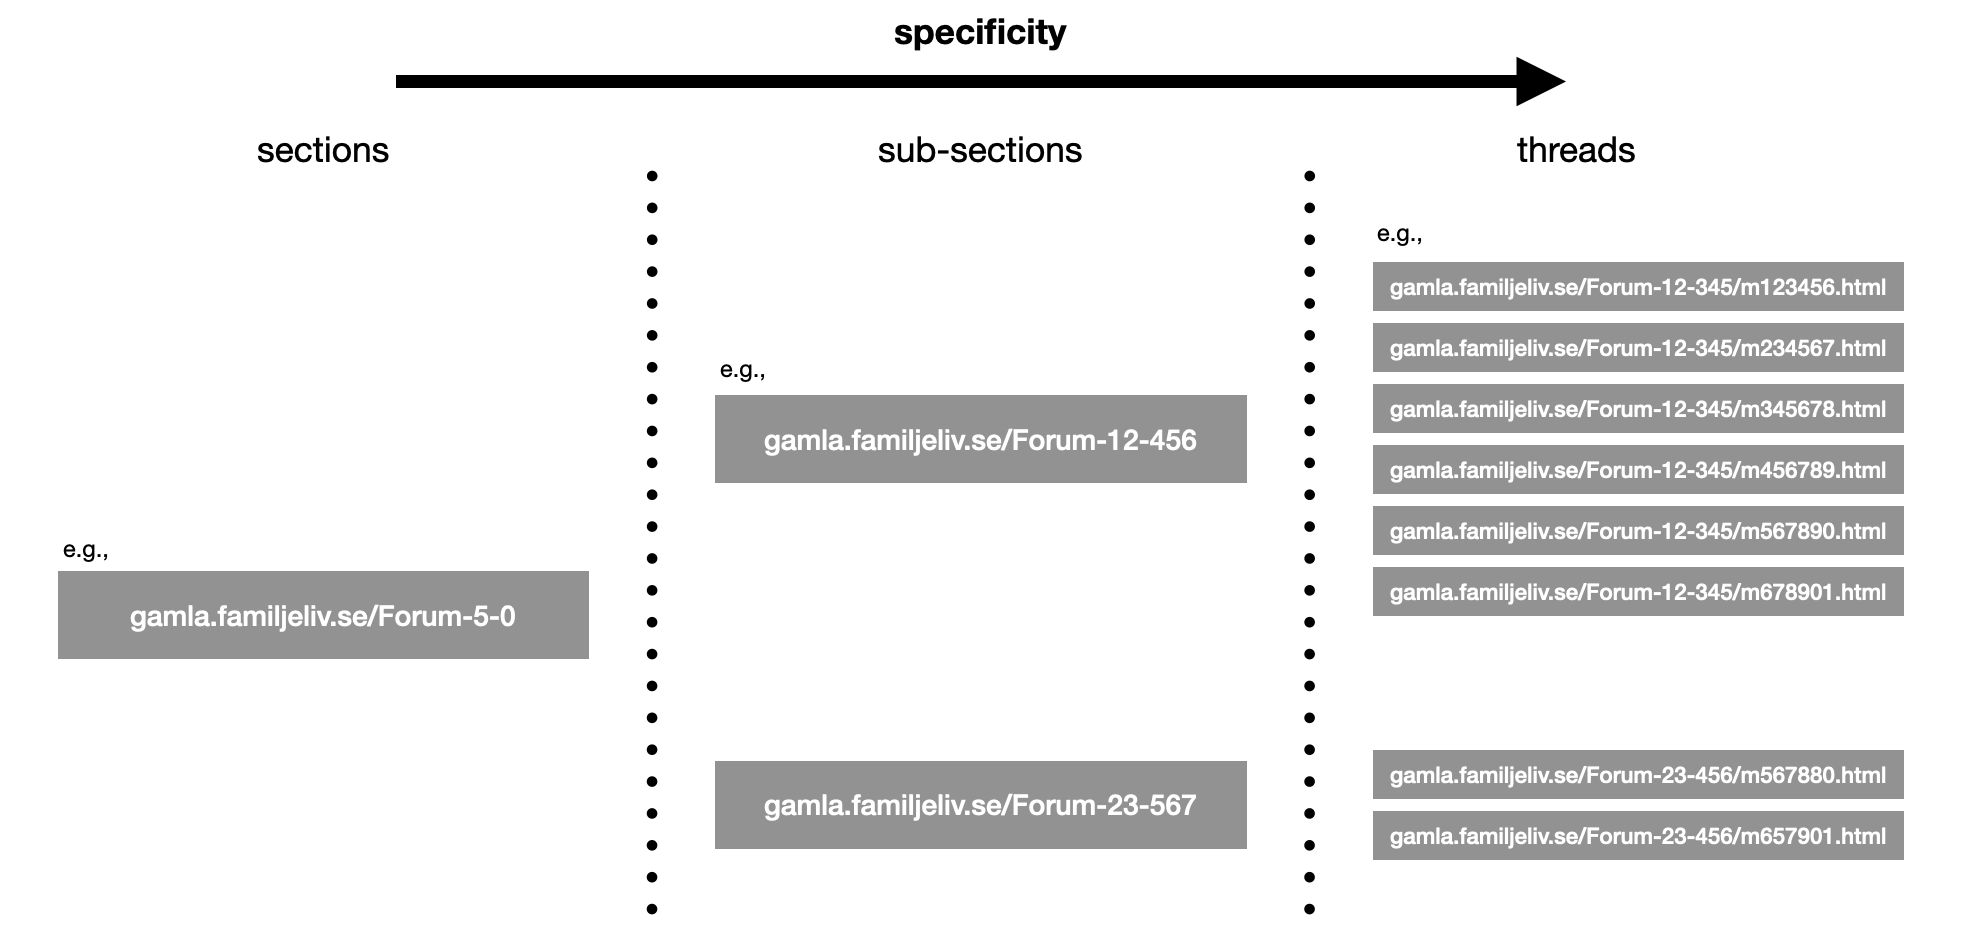 specificity
sections
sub-sections
threads
e.g.,
gamla.familjeliv.se/Forum-5-0
e.g.,
gamla.familjeliv.se/Forum-12-456
gamla.familjeliv.se/Forum-23-567
e.g.,
gamla.familjeliv.se/Forum-12-345/m123456.html
gamla.familjeliv.se/Forum-12-345/m234567.html
gamla.familjeliv.se/Forum-12-345/m345678.html
gamla.familjeliv.se/Forum-12-345/m456789.html
gamla.familjeliv.se/Forum-12-345/m567890.html
gamla.familjeliv.se/Forum-12-345/m678901.html
gamla.familjeliv.se/Forum-23-456/m567880.html
gamla.familjeliv.se/Forum-23-456/m657901.html